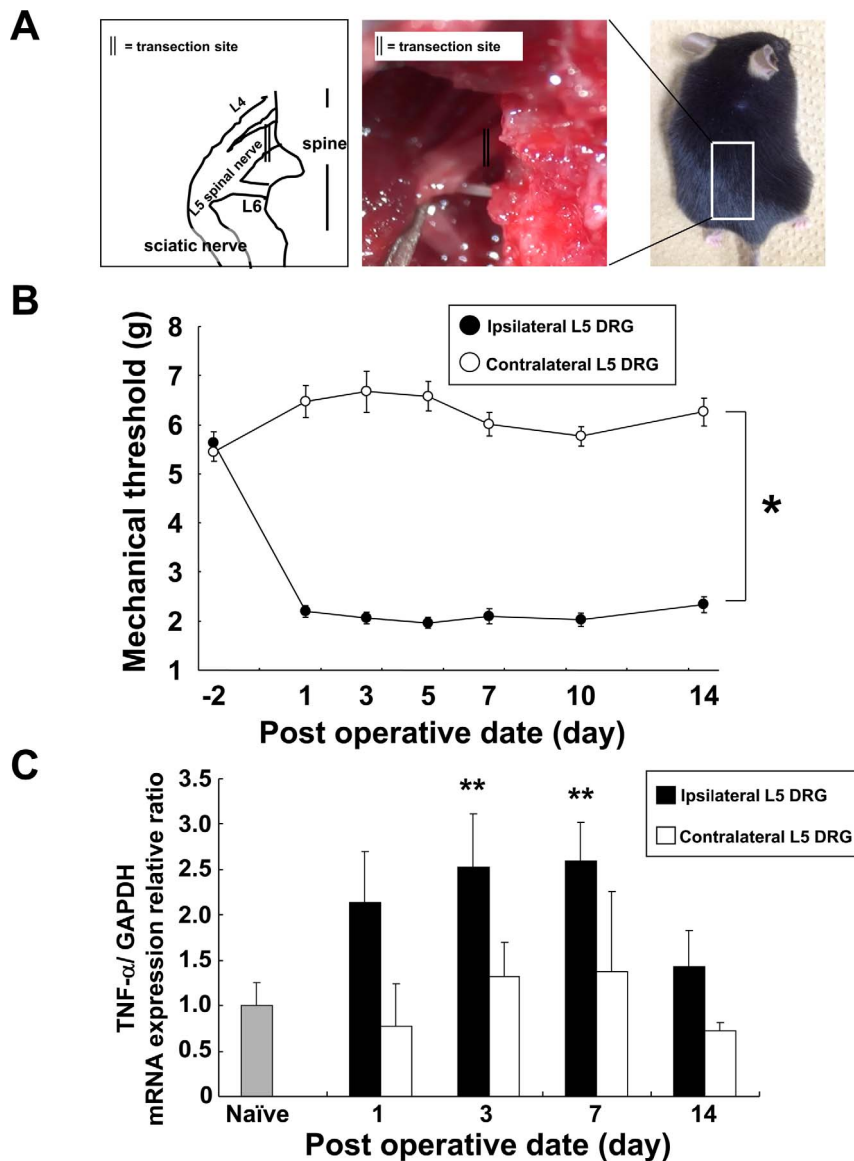 A
|| = transection site
L4
L5 spinal nerve
L6
spine
sciatic nerve
|| = transection site
B
Mechanical threshold (g)
8
7
6
5
4
3
2
1
Ipsilateral L5 DRG
Contralateral L5 DRG
*
-2 1 3 5 7 10 14
Post operative date (day)
C
TNF-α/ GAPDH
mRNA expression relative ratio
3.5
3.0
2.5
2.0
1.5
1.0
0.5
0
** **
Ipsilateral L5 DRG
Contralateral L5 DRG
Naïve 1 3 7 14
Post operative date (day)